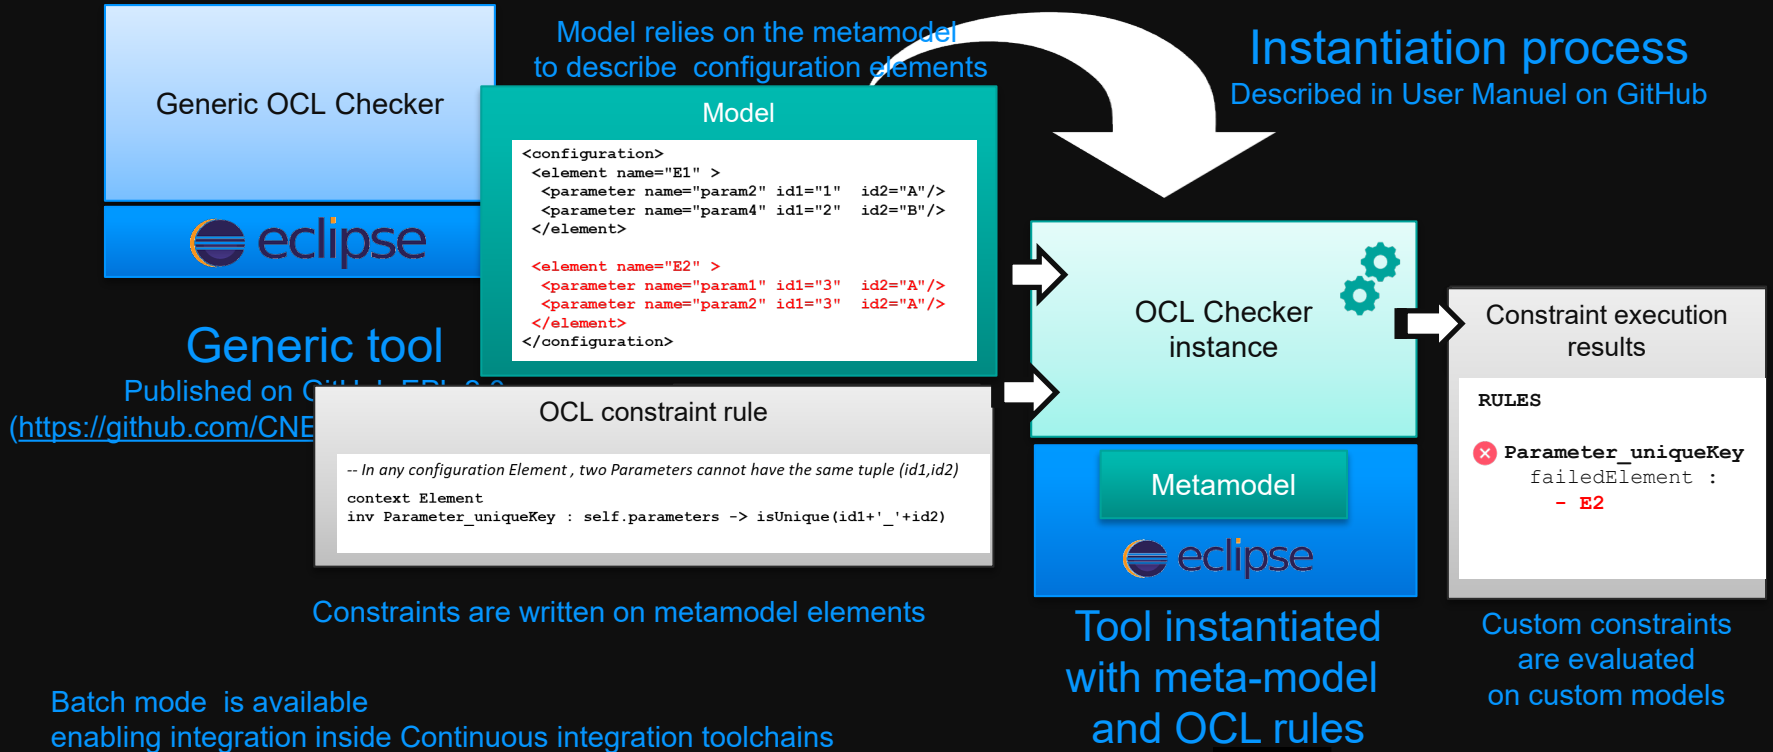 Model relies on the metamodel
to describe  configuration elements
Instantiation process
Described in User Manuel on GitHub
Generic OCL Checker
eclipse
Model
<configuration>
<element name="E1" >
<parameter name="param2" id1="1"  id2="A"/>
<parameter name="param4" id1="2"  id2="B"/>
</element>
<element name="E2" >
<parameter name="param1" id1="3"  id2="A"/>
<parameter name="param2" id1="3"  id2="A"/>
</element>
</configuration>
Generic tool
Published on
(https://github.com/CNE
OCL constraint rule
-- In any configuration Element , two Parameters cannot have the same tuple (id1,id2)
context Element
inv Parameter_uniqueKey : self.parameters -> isUnique(id1+'_'+id2)
Constraints are written on metamodel elements
OCL Checker
instance
Metamodel
eclipse
Tool instantiated
with meta-model
and OCL rules
Constraint execution
results
RULES
Parameter_uniqueKey
failedElement :
- E2
Custom constraints
are evaluated
on custom models
Batch mode  is available
enabling integration inside Continuous integration toolchains